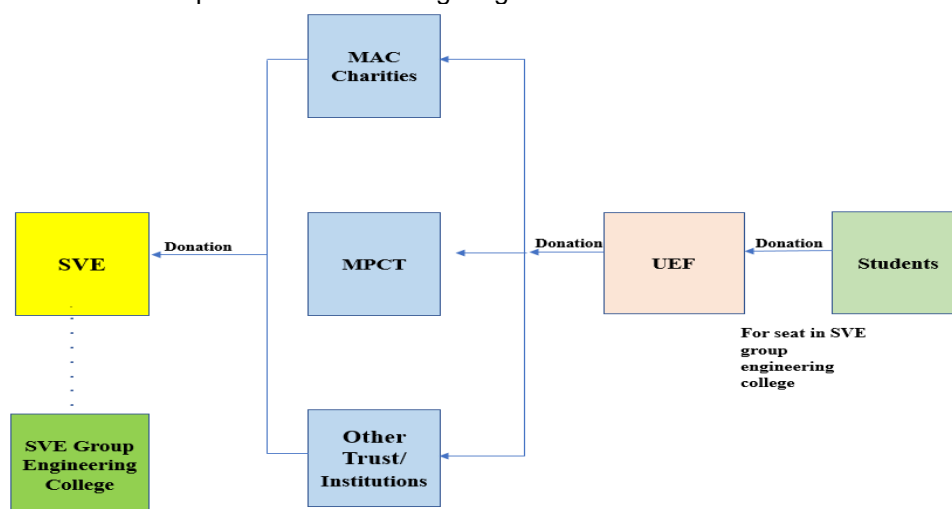 MAC
Charities
SVE
Donation
MPCT
Donation
UEF
Donation
Students
For seat in SVE
group
engineering
college
SVE Group
Engineering
College
Other
Trust/
Institutions